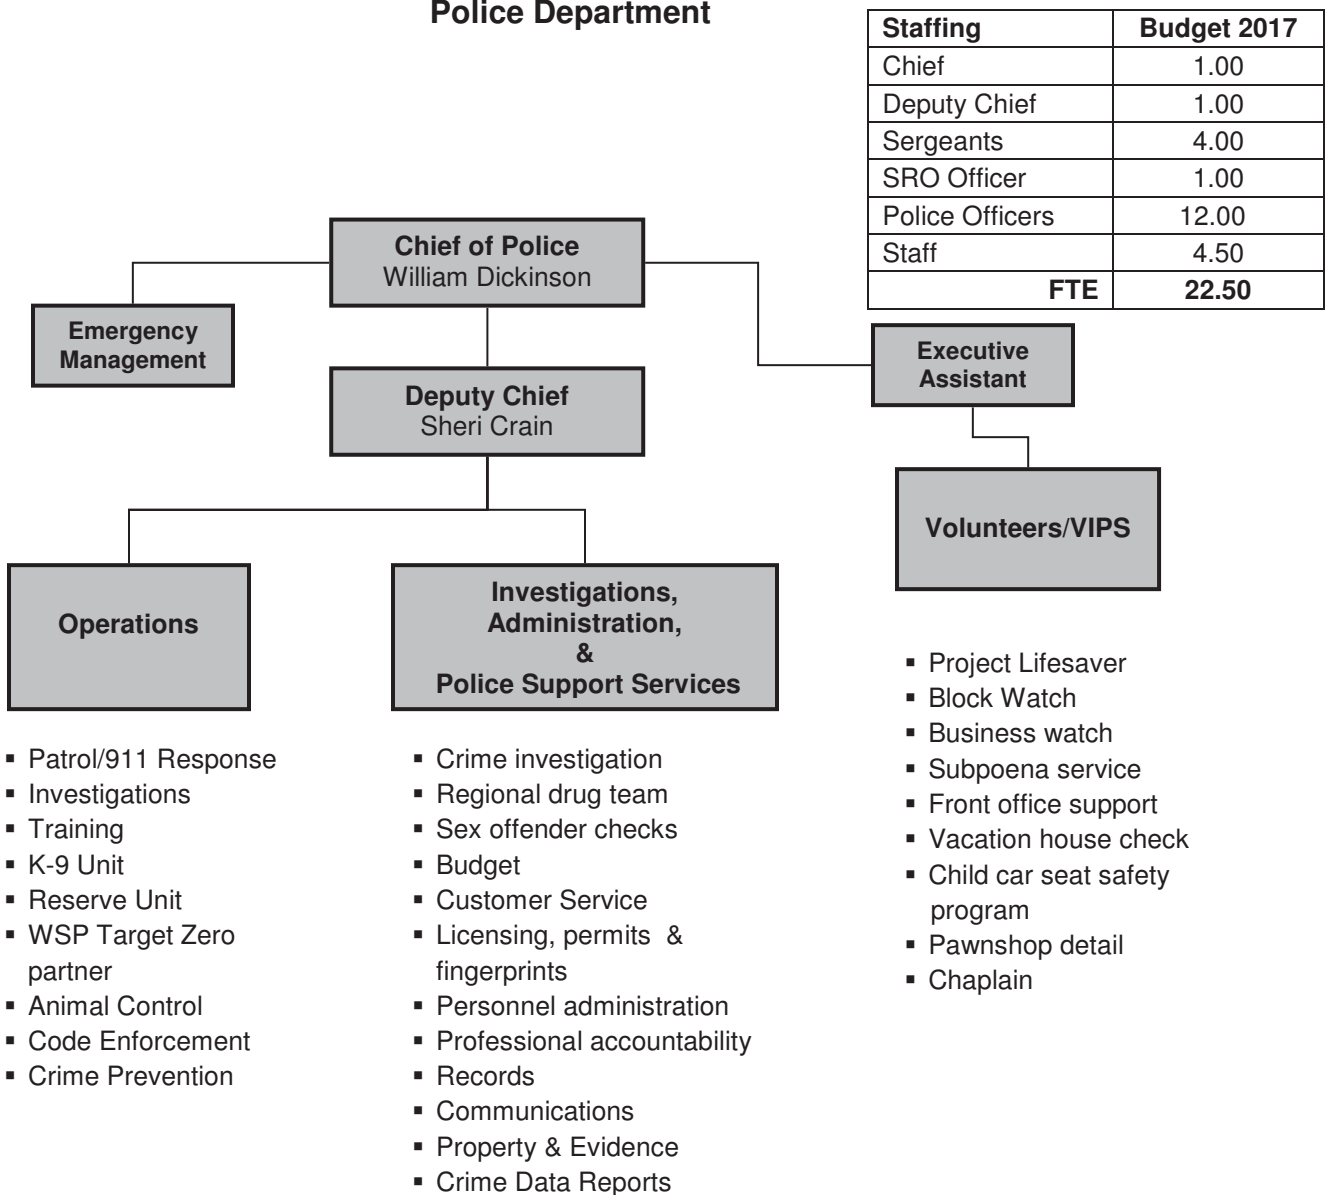 Police Department
Staffing Budget 2017
Chief 1.00
Deputy Chief 1.00
Sergeants 4.00
SRO Officer 1.00
Police Officers 12.00
Staff 4.50
FTE 22.50
Chief of Police
William Dickinson
Emergency
Management
Executive
Assistant
Deputy Chief
Sheri Crain
Volunteers/VIPS
Operations
Investigations,
Administration,
&
Police Support Services
▪ Patrol/911 Response
▪ Investigations
▪ Training
▪ K-9 Unit
▪ Reserve Unit
▪ WSP Target Zero
partner
▪ Animal Control
▪ Code Enforcement
▪ Crime Prevention
▪ Crime investigation
▪ Regional drug team
▪ Sex offender checks
▪ Budget
▪ Customer Service
▪ Licensing, permits &
fingerprints
▪ Personnel administration
▪ Professional accountability
▪ Records
▪ Communications
▪ Property & Evidence
▪ Crime Data Reports
▪ Project Lifesaver
▪ Block Watch
▪ Business watch
▪ Subpoena service
▪ Front office support
▪ Vacation house check
▪ Child car seat safety
program
▪ Pawnshop detail
▪ Chaplain